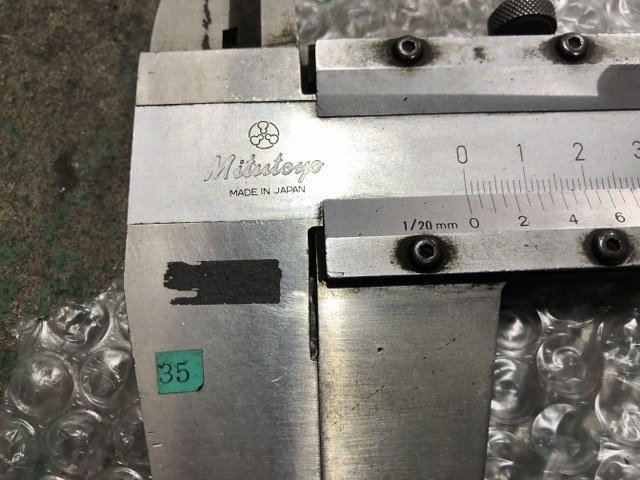 Mitutoyo
MADE IN JAPAN
0 1 2 3
1/20 mm 0 2 4 6
35